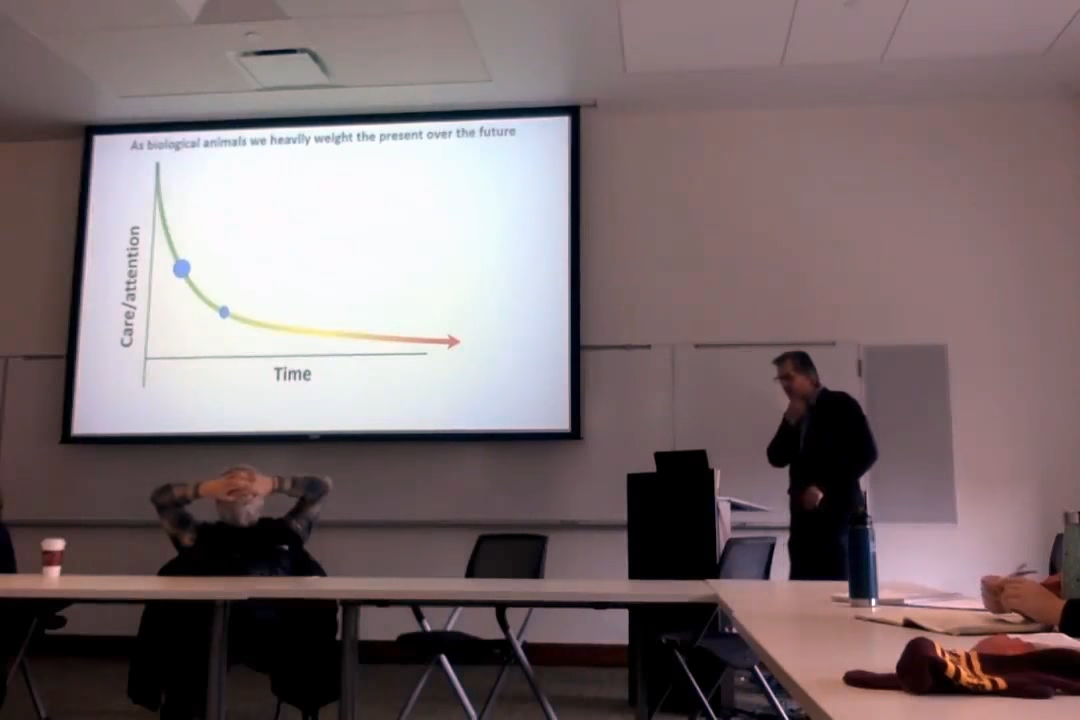 As biological animals we heavily weight the present over the future
Care/attention
Time